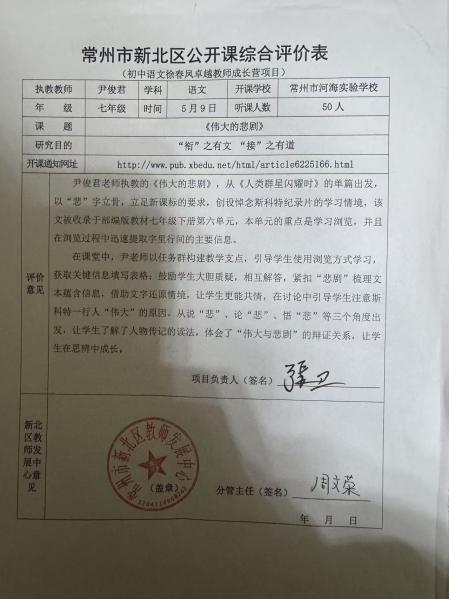 常州市新北区公开课综合评价表
（初中语文徐春凤卓越教师成长营项目）
执教教师 尹俊君 学科 语文 开课学校 常州市河海实验学校
年 级 七年级 时间 5月9日 听课人数 50人
课 题 《伟大的悲剧》
研究目的 “衔”之有文 “接”之有道
开课通知网址 http://www.pub.xbedu.net/html/article6225166.html
尹俊君老师执教的《伟大的悲剧》，从《人类群星闪耀时》的单篇出发，
以“悲”字立骨，立足新课标的要求，创设悼念斯科特纪录片的学习情境，该
文被收录于部编版教材七年级下册第六单元，本单元的重点是学习浏览，并且
在浏览过程中迅速提取字里行间的主要信息。
在课堂中，尹老师以任务群构建教学支点，引导学生使用浏览方式学习，
获取关键信息填写表格；鼓励学生大胆质疑，相互解答，紧扣“悲剧”梳理文
本蕴含信息，借助文字还原情境，让学生更能共情，在讨论中引导学生注意斯
科特一行人“伟大”的原因，从说“悲”、论“悲”、悟“悲”等三个角度出
发，让学生了解了人物传记的读法，体会了“伟大与悲剧”的辩证关系，让学
生在思辨中成长。
评价
意见
项目负责人（签名） 张卫
新北
区教
师发
展中
心意
见
常州市新北区教师发展中心
（盖章）
分管主任（签名） 周文荣
年 月 日